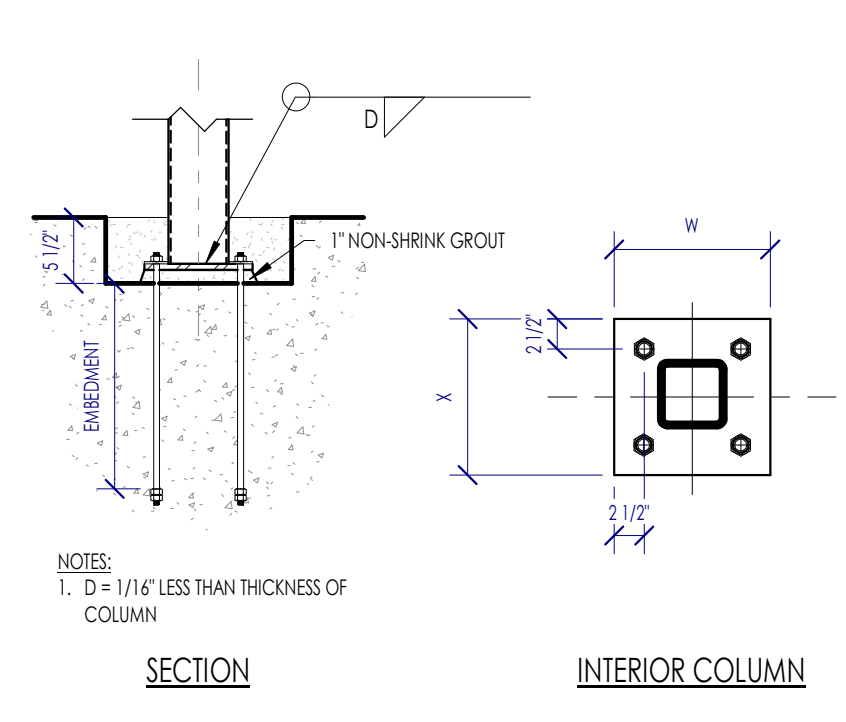 D
1" NON-SHRINK GROUT
5 1/2"
EMBEDMENT
NOTES:
1. D = 1/16" LESS THAN THICKNESS OF
COLUMN
SECTION
W
2 1/2"
X
2 1/2"
INTERIOR COLUMN